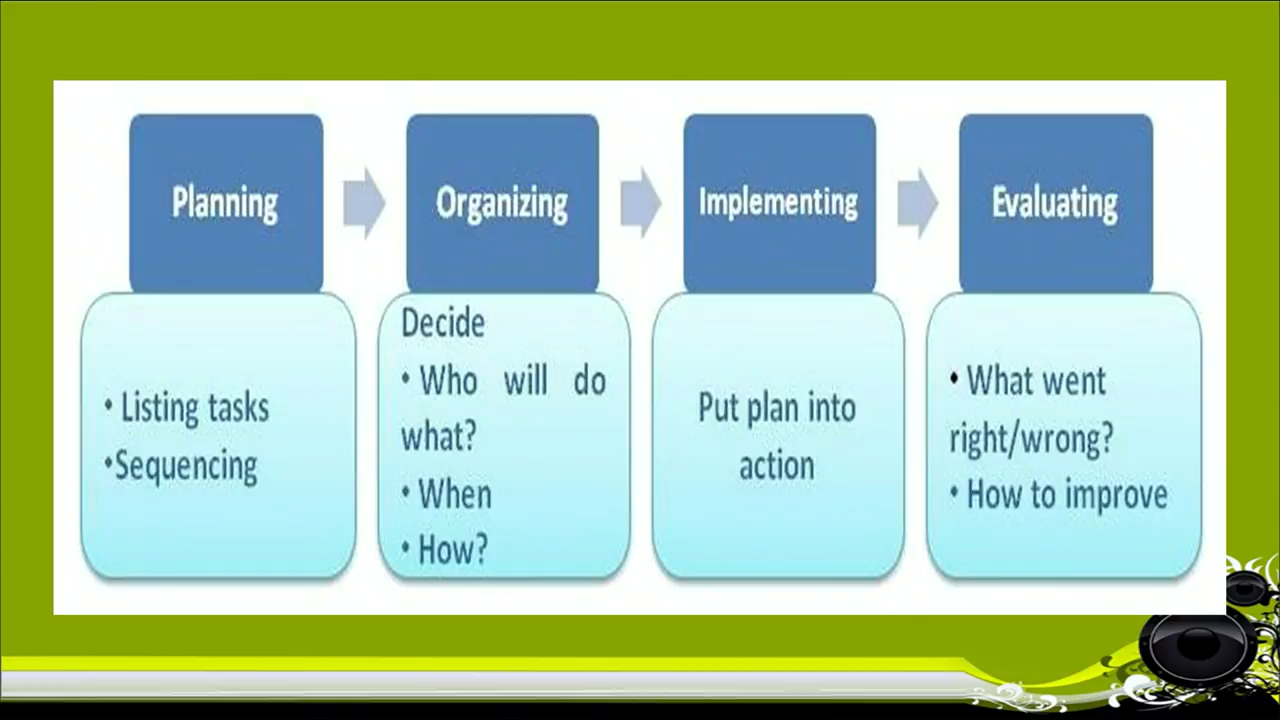 Planning
Organizing
Implementing
Evaluating
• Listing tasks
•Sequencing
Decide
• Who will do
what?
• When
• How?
Put plan into
action
• What went
right/wrong?
• How to improve